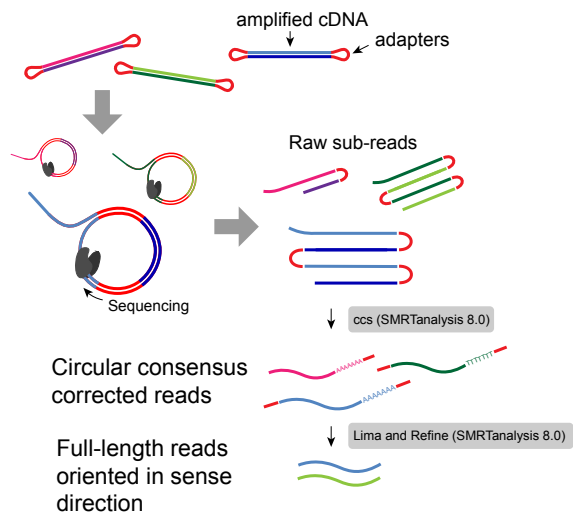 amplified cDNA
adapters
Raw sub-reads
Sequencing
ccs (SMRTanalysis 8.0)
Circular consensus
corrected reads
Lima and Refine (SMRTanalysis 8.0)
Full-length reads
oriented in sense
direction